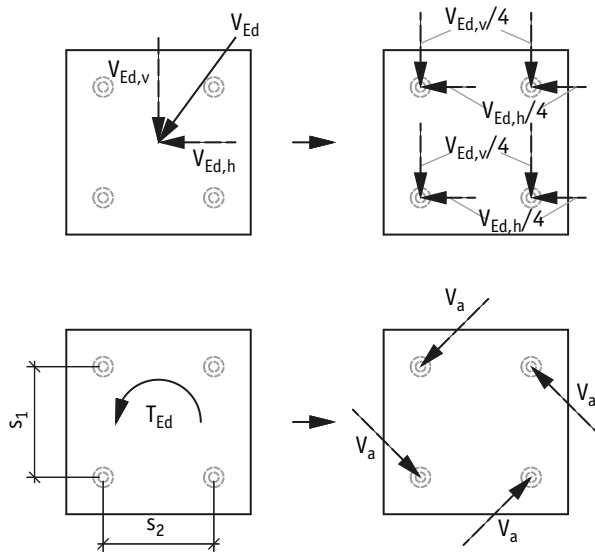 V_Ed
V_Ed,v
V_Ed,h
V_Ed,v/4
V_Ed,h/4
V_Ed,v/4
V_Ed,h/4
s_1
T_Ed
s_2
V_a
V_a
V_a
V_a